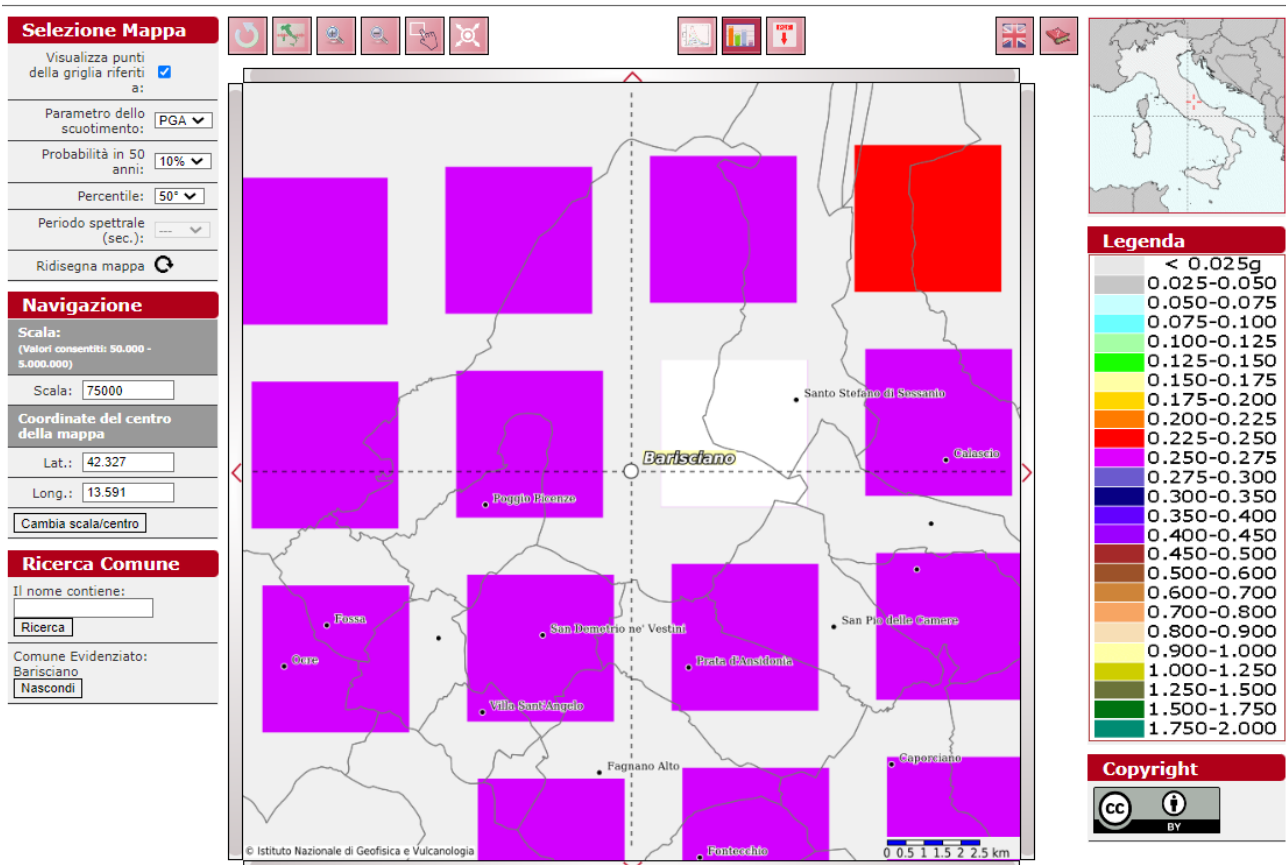 Selezione Mappa
Visualizza punti
della griglia riferiti
a:
Parametro dello
scuotimento:
PGA
Probabilità in 50
anni:
10%
Percentile:
50°
Periodo spettrale
(sec.):
---
Ridisegna mappa
Navigazione
Scala:
(Valori consentiti: 50.000 -
5.000.000)
Scala:
75000
Coordinate del centro
della mappa
Lat.:
42.327
Long.:
13.591
Cambia scala/centro
Ricerca Comune
Il nome contiene:
Ricerca
Comune Evidenziato:
Barisciano
Nascondi
Santo Stefano di Sessanio
Barisciano
Calascio
Poggio Picenze
Fossa
San Demetrio ne' Vestini
San Pio delle Camere
Ocre
Prata d'Ansidonia
Villa Sant'Angelo
Fagnano Alto
Caporciano
Fontecchio
© Istituto Nazionale di Geofisica e Vulcanologia
0 0.5 1 1.5 2 2.5 km
Legenda
< 0.025g
0.025-0.050
0.050-0.075
0.075-0.100
0.100-0.125
0.125-0.150
0.150-0.175
0.175-0.200
0.200-0.225
0.225-0.250
0.250-0.275
0.275-0.300
0.300-0.350
0.350-0.400
0.400-0.450
0.450-0.500
0.500-0.600
0.600-0.700
0.700-0.800
0.800-0.900
0.900-1.000
1.000-1.250
1.250-1.500
1.500-1.750
1.750-2.000
Copyright
cc
BY